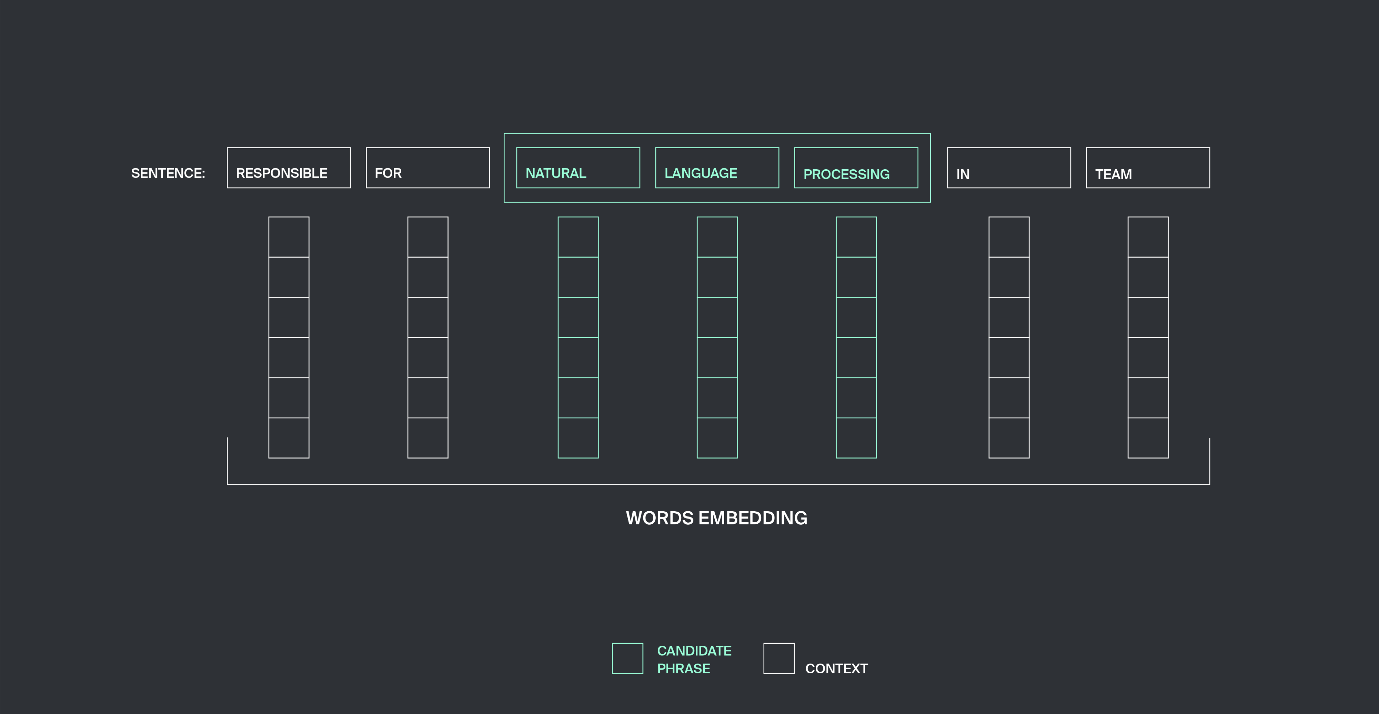 SENTENCE: RESPONSIBLE FOR NATURAL LANGUAGE PROCESSING IN TEAM
WORDS EMBEDDING
CANDIDATE
PHRASE
CONTEXT